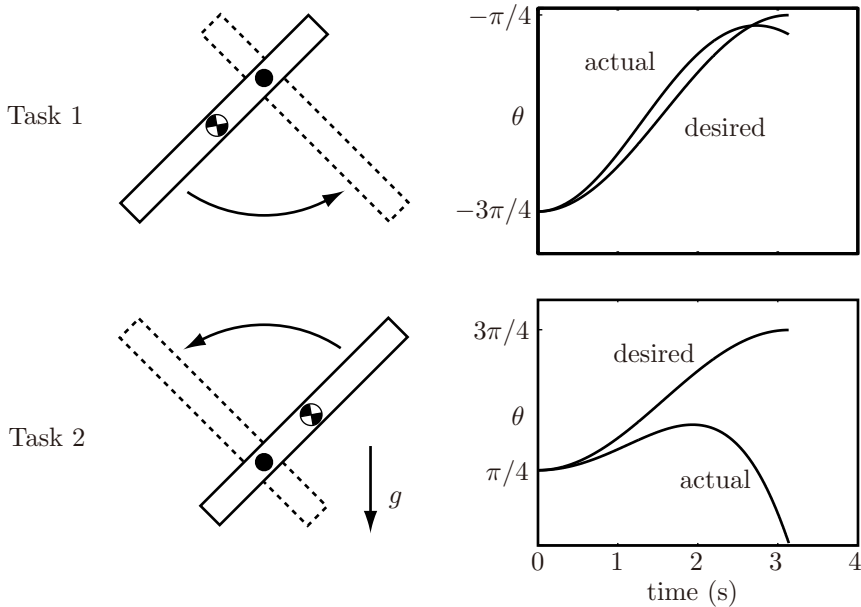 Task 1
−π/4
actual
θ
desired
−3π/4
Task 2
g
3π/4
desired
θ
π/4
actual
0 1 2 3 4
time (s)